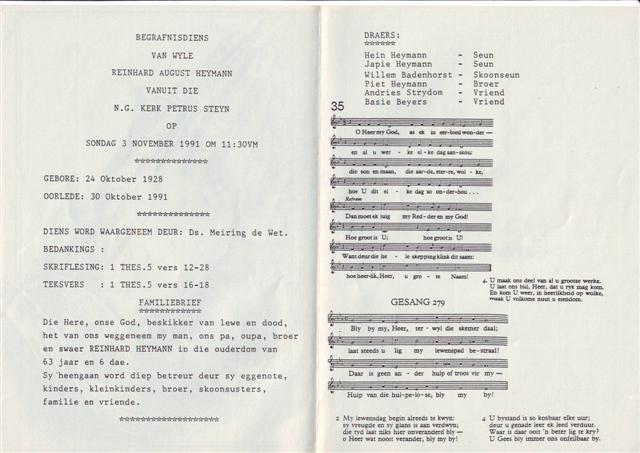 BEGRAFNISDIENS
VAN WYLE
REINHARD AUGUST HEYMANN
VANUIT DIE
N.G. KERK PETRUS STEYN
OP
SONDAG 3 NOVEMBER 1991 OM 11:30VM
**************
GEBORE: 24 Oktober 1928
OORLEDE: 30 Oktober 1991
**************
DIENS WORD WAARGENEEM DEUR: Ds. Meiring de Wet.
BEDANKINGS :
SKRIFLESING: 1 THES.5 vers 12-28
TEKSVERS : 1 THES.5 vers 16-18
FAMILIEBRIEF
************
Die Here, onse God, beskikker van lewe en dood,
het van ons weggeneem my man, ons pa, oupa, broer
en swaer REINHARD HEYMANN in die ouderdom van
63 jaar en 6 dae.
Sy heengaan word diep betreur deur sy eggenote,
kinders, kleinkinders, broer, skoonsusters,
familie en vriende.
*******************
DRAERS:
******
Hein Heymann - Seun
Japie Heymann - Seun
Willem Badenhorst - Skoonseun
Piet Heymann - Broer
Andries Strydom - Vriend
Basie Beyers - Vriend
35
O Heer my God, as ek in eer-bied won-der —
en al u wer - ke el - ke dag aan-skou:
die son en maan, die aar-de, ster-re, wol-ke,
hoe U dit el - ke dag so on-der-hou . . .
Refrein
Dan moet ek juig my Red-der en my God!
Hoe groot is U; hoe groot is U!
Want deur die he - le skepping klink dit saam:
hoe heer-lik, Heer, u gro - te Naam!
4. U maak ons deel van al u grootse werke.
U laat ons bid, Heer, dat u ryk mag kom.
En kom U weer, in heerlikheid op wolke,
maak U volkome nuut u eiendom.
GESANG 279
Bly by my, Heer, ter - wyl die skemer daal;
laat steeds u lig my lewenspad be-straal!
Daar is geen an - der hulp of troos vir my —
Hulp van die hul-pe-lo-se, bly my by!
2 My lewensdag begin alreeds te kwyn:
sy vreugde en sy glans is aan verdwyn;
die tyd laat niks hier onveranderd bly —
o Heer wat nooit verander, bly my by!
4 U bystand is so kosbaar elke uur;
deur u genade leer ek leed verduur.
Waar is daar ooit 'n beter lig te kry?
U Gees bly immer ons onfeilbaar by.